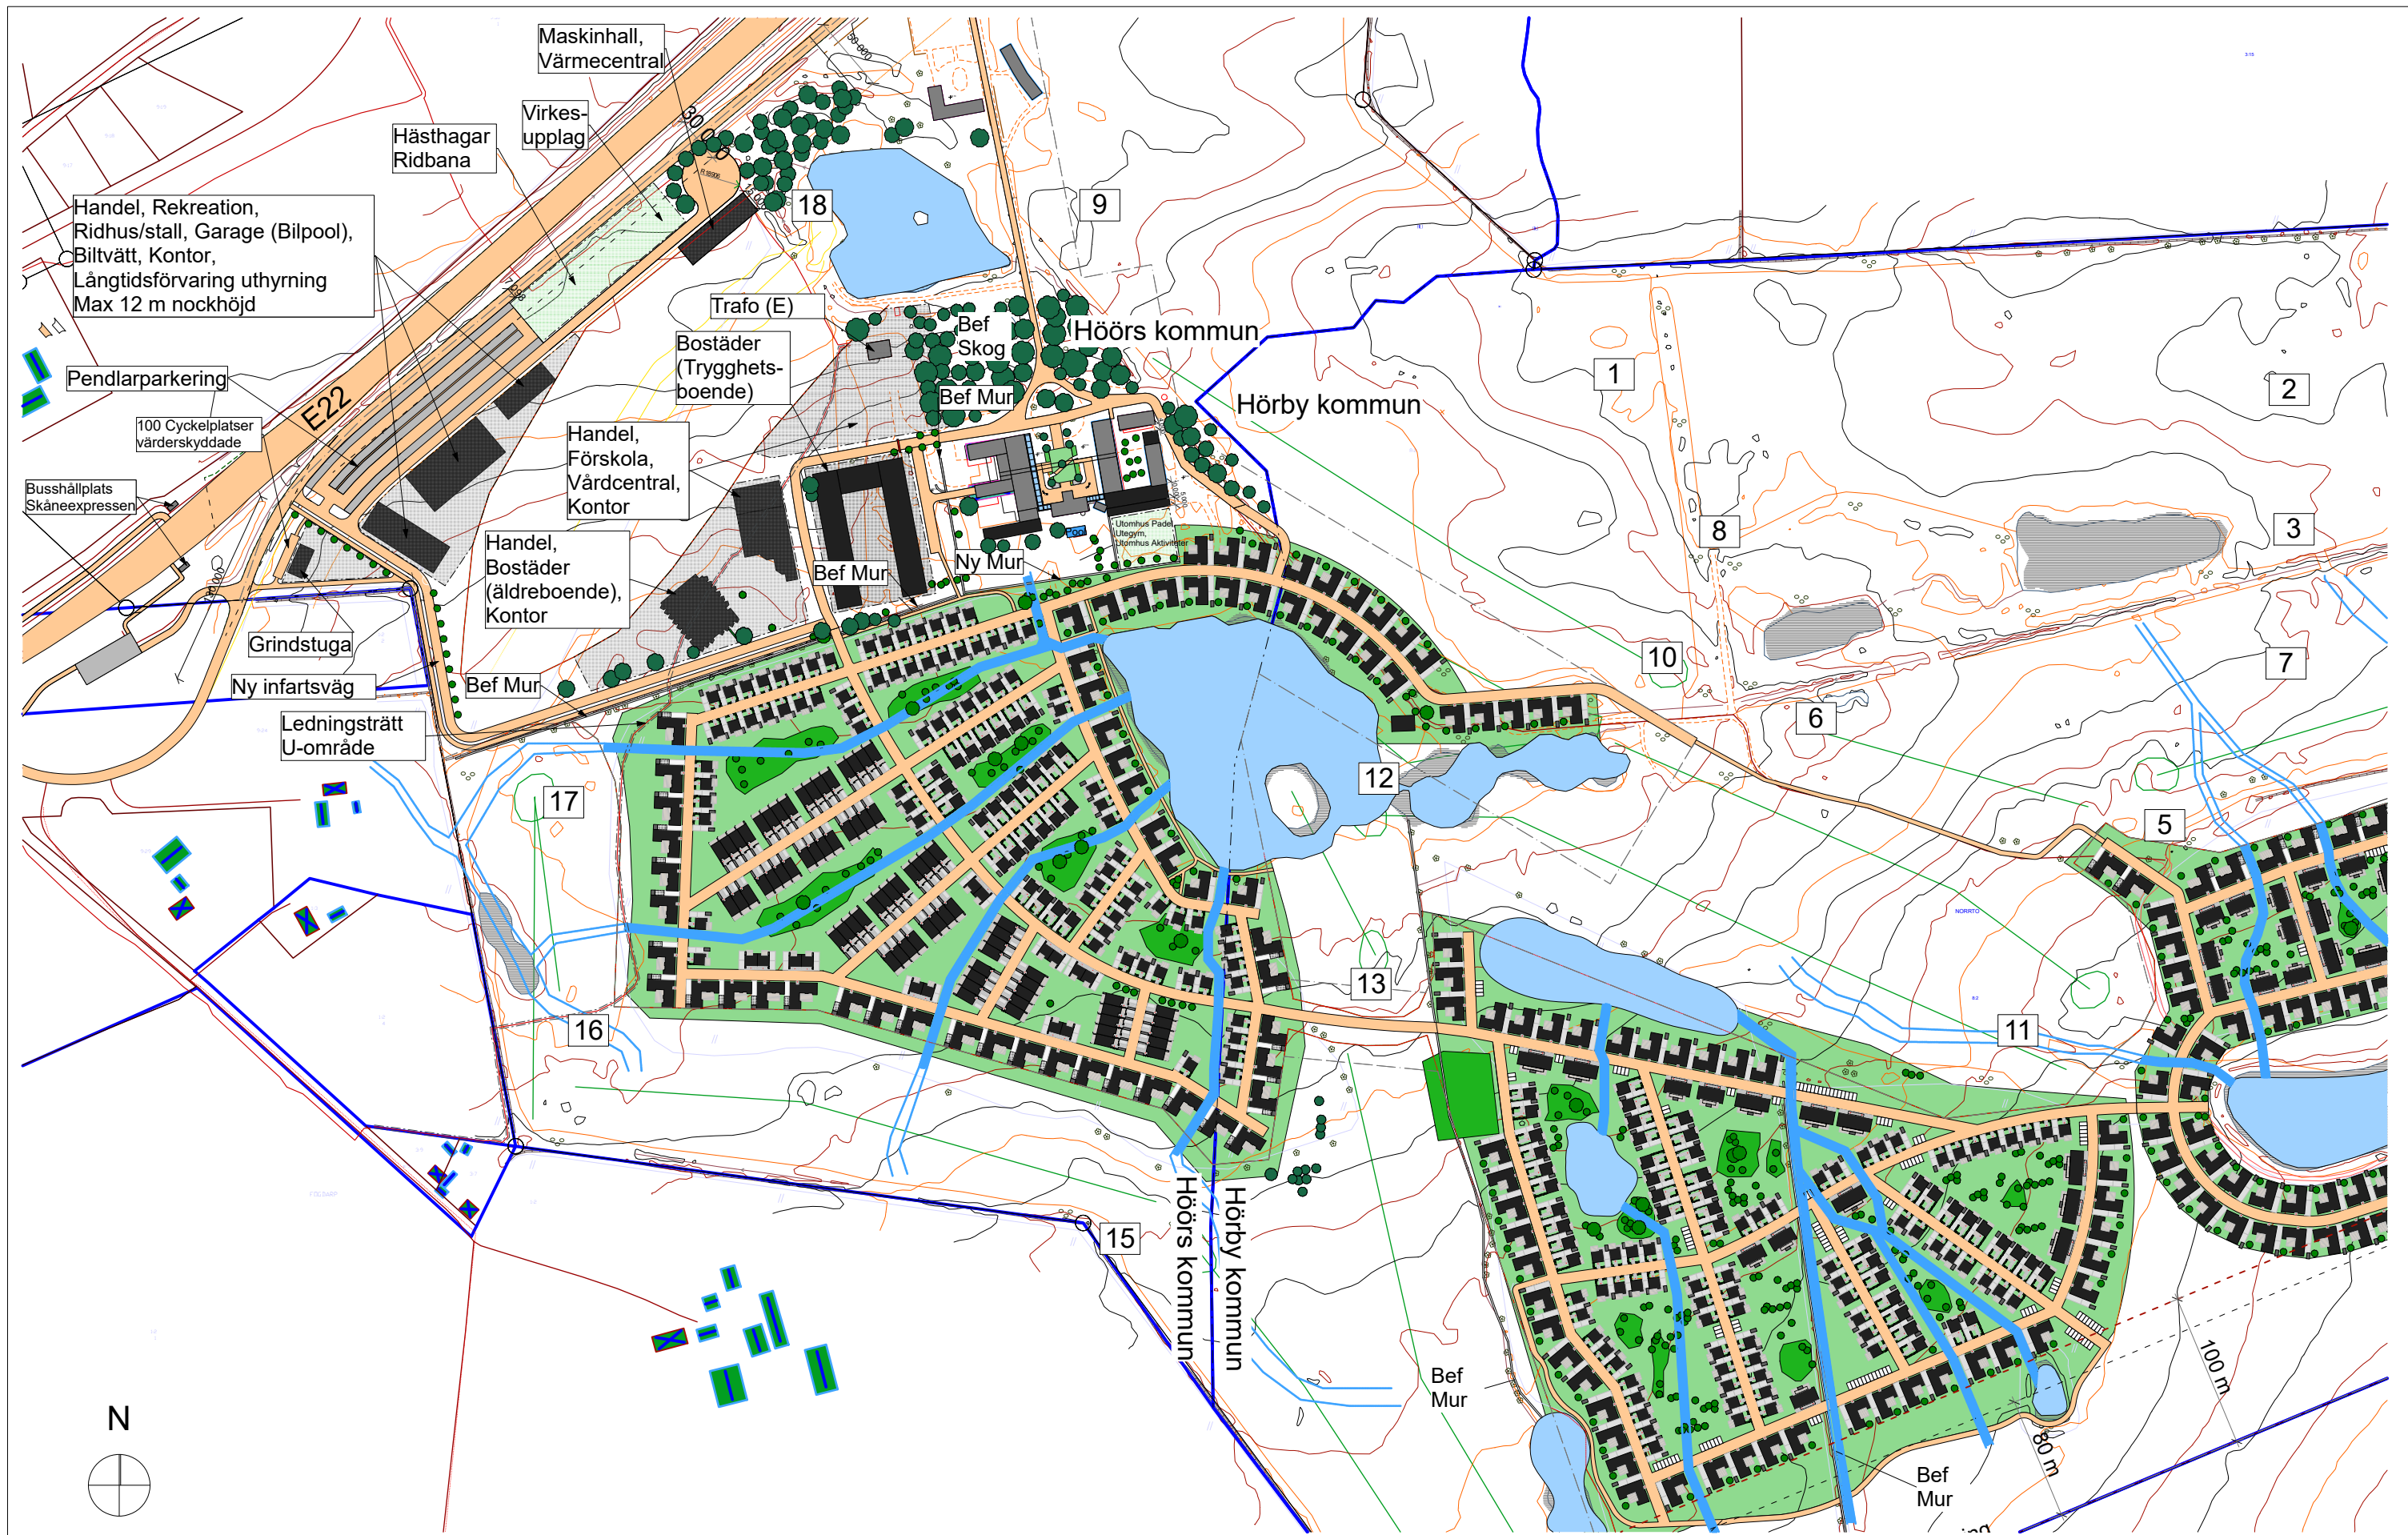 Maskinhall,
Värmecentral
Virkes-
upplag
Hästhagar
Ridbana
Handel, Rekreation,
Ridhus/stall, Garage (Bilpool),
Biltvätt, Kontor,
Långtidsförvaring uthyrning
Max 12 m nockhöjd
Pendlarparkering
E22
100 Cyckelplatser
värderskyddade
Busshållplats
Skåneexpressen
Grindstuga
Ny infartsväg
Ledningsträtt
U-område
Bef Mur
Trafo (E)
Bostäder
(Trygghets-
boende)
Handel,
Förskola,
Vårdcentral,
Kontor
Handel,
Bostäder
(äldreboende),
Kontor
Bef
Skog
Bef Mur
Bef Mur
Ny Mur
Utomhus Padel,
Utegym,
Utomhus Aktiviteter
Höörs kommun
Hörby kommun
18
9
1
2
8
3
10
7
6
5
12
17
13
11
16
15
NORRTO
Höörs kommun
Hörby kommun
Bef
Mur
Bef
Mur
100 m
80 m
N